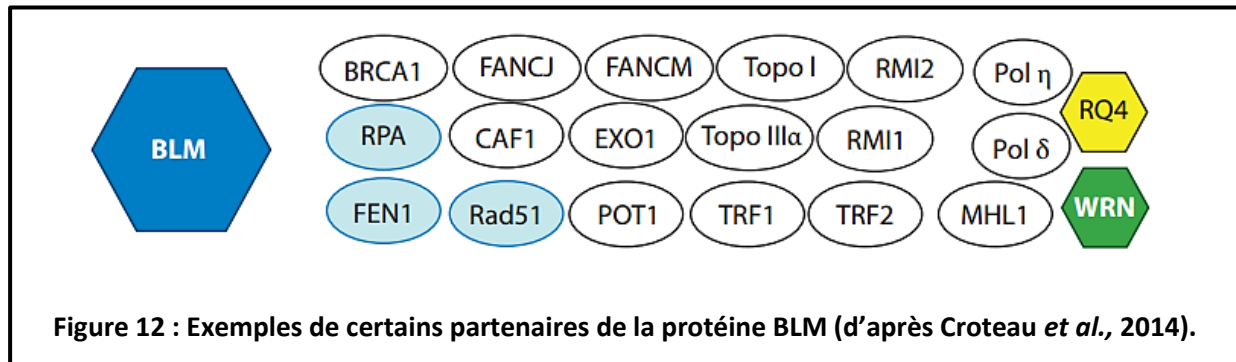 BLM
BRCA1 FANCJ FANCM Topo I RMI2 Pol η
RQ4
RPA CAF1 EXO1 Topo IIIα RMI1 Pol δ
FEN1 Rad51 POT1 TRF1 TRF2 MHL1 WRN
Figure 12 : Exemples de certains partenaires de la protéine BLM (d’après Croteau et al., 2014).